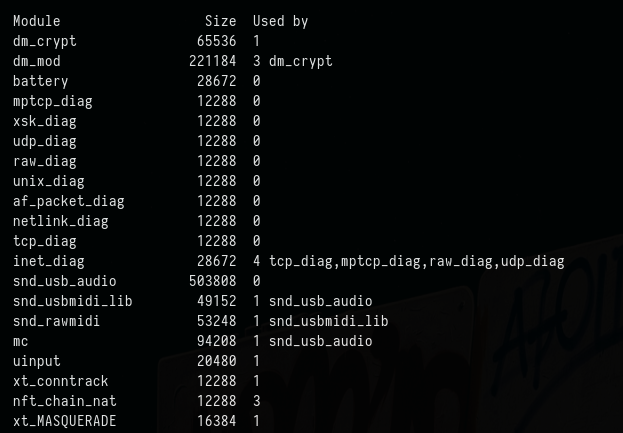 Module Size Used by
dm_crypt 65536 1
dm_mod 221184 3 dm_crypt
battery 28672 0
mptcp_diag 12288 0
xsk_diag 12288 0
udp_diag 12288 0
raw_diag 12288 0
unix_diag 12288 0
af_packet_diag 12288 0
netlink_diag 12288 0
tcp_diag 12288 0
inet_diag 28672 4 tcp_diag,mptcp_diag,raw_diag,udp_diag
snd_usb_audio 503808 0
snd_usbmidi_lib 49152 1 snd_usb_audio
snd_rawmidi 53248 1 snd_usbmidi_lib
mc 94208 1 snd_usb_audio
uinput 20480 1
xt_conntrack 12288 1
nft_chain_nat 12288 3
xt_MASQUERADE 16384 1